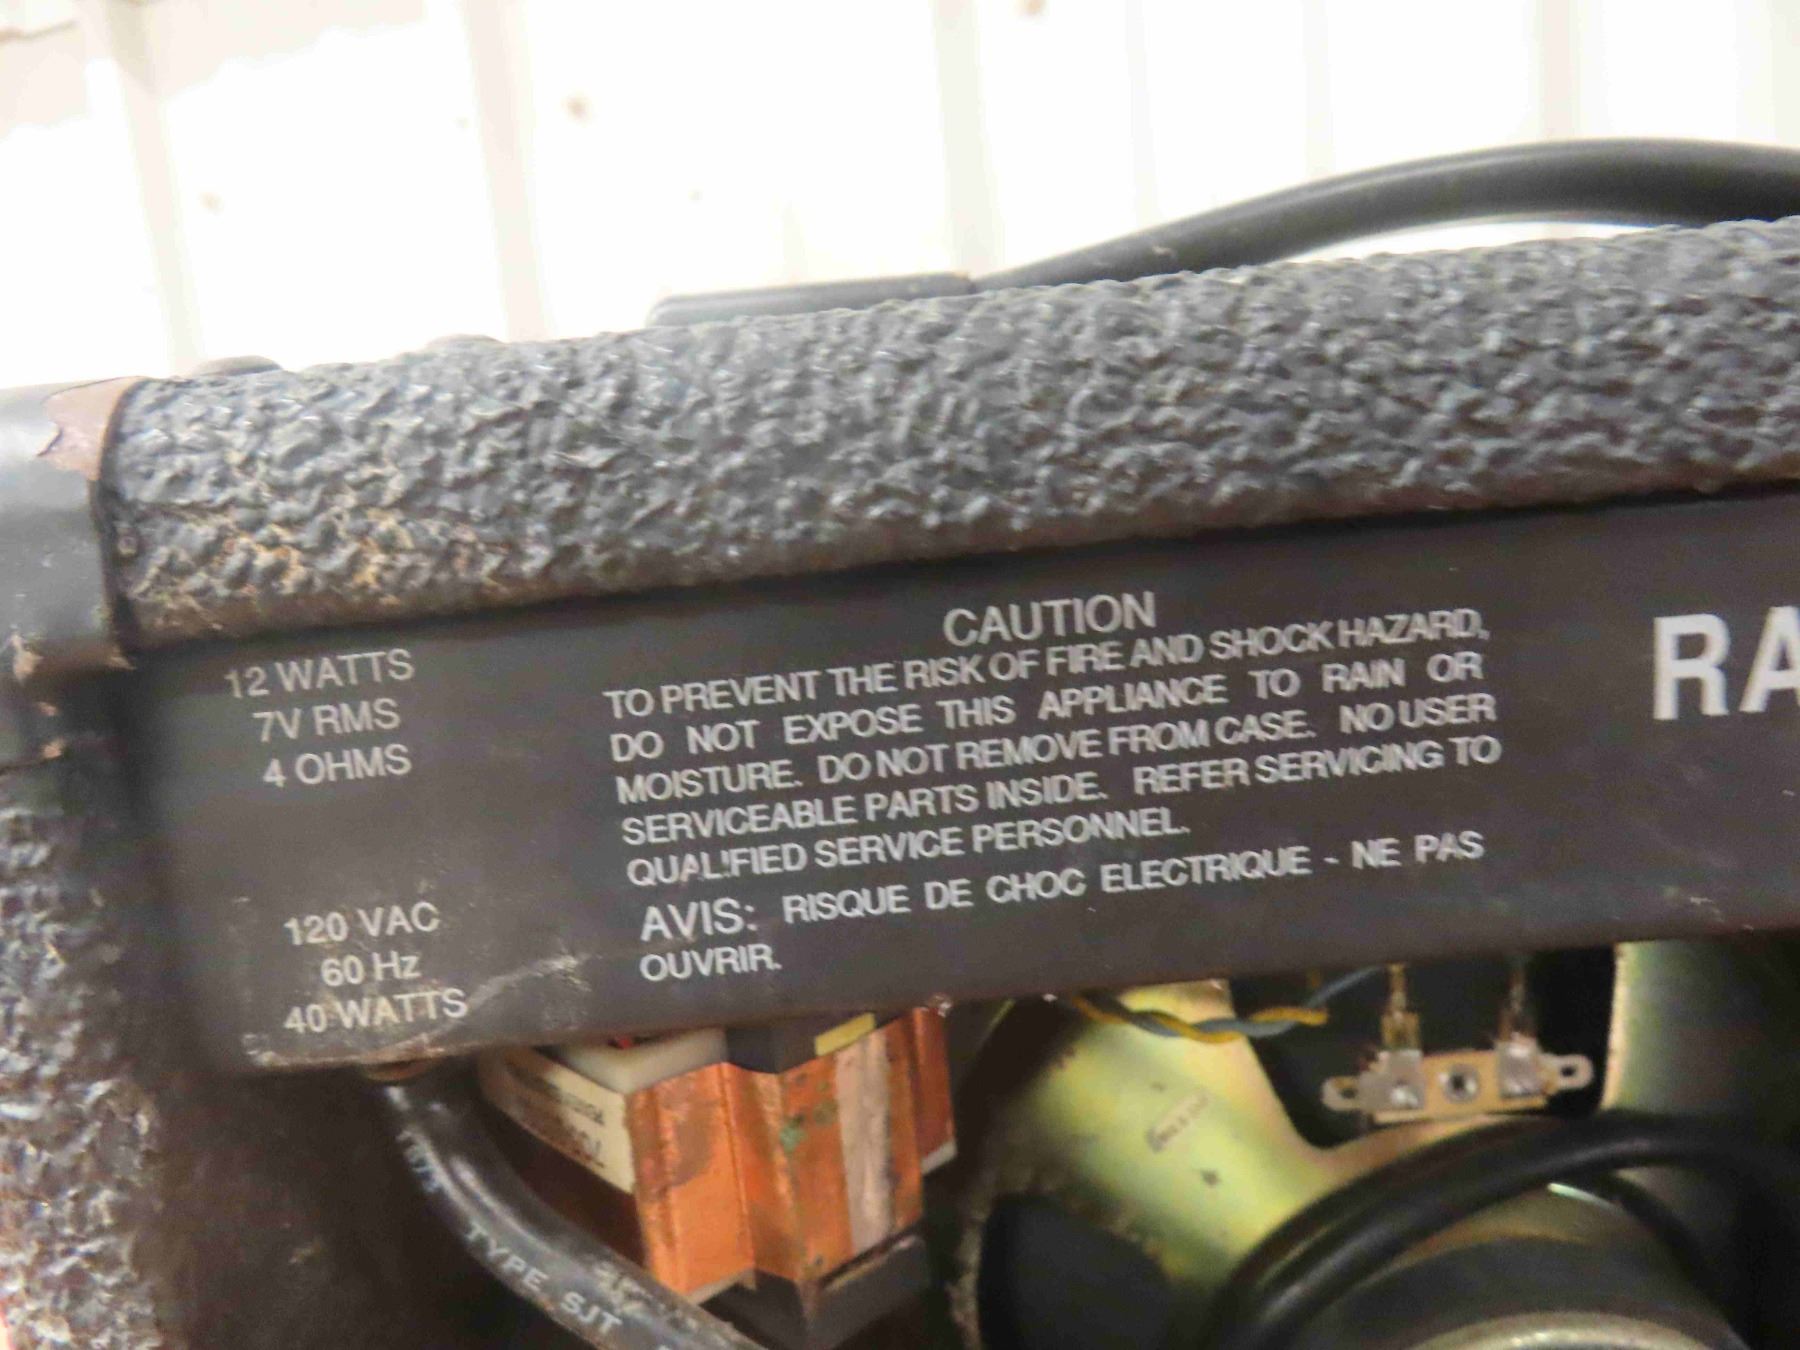 12 WATTS
7V RMS
4 OHMS
120 VAC
60 Hz
40 WATTS
CAUTION
TO PREVENT THE RISK OF FIRE AND SHOCK HAZARD,
DO NOT EXPOSE THIS APPLIANCE TO RAIN OR
MOISTURE. DO NOT REMOVE FROM CASE. NO USER
SERVICEABLE PARTS INSIDE. REFER SERVICING TO
QUALIFIED SERVICE PERSONNEL.
AVIS: RISQUE DE CHOC ELECTRIQUE - NE PAS
OUVRIR.
RA
TYPE SJT